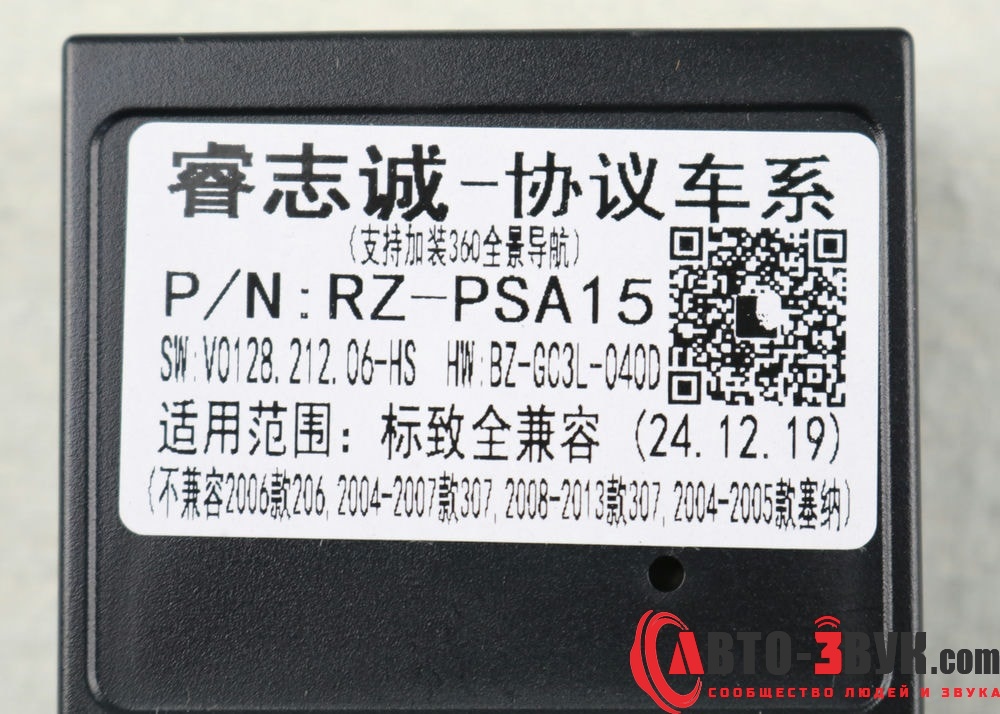 睿志诚-协议车系
(支持加装360全景导航)
P/N:RZ-PSA15
SW:V0128.212.06-HS HW:BZ-GC3L-040D
适用范围：标致全兼容 (24.12.19)
(不兼容2006款206,2004-2007款307,2008-2013款307,2004-2005款塞纳)
АВТО-ЗВУК.com
СООБЩЕСТВО ЛЮДЕЙ И ЗВУКА